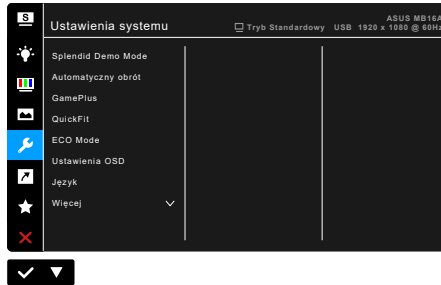 S
Ustawienia systemu
ASUS MB16A
Tryb Standardowy USB 1920 x 1080 @ 60Hz
Splendid Demo Mode
Automatyczny obrót
GamePlus
QuickFit
ECO Mode
Ustawienia OSD
Język
Więcej